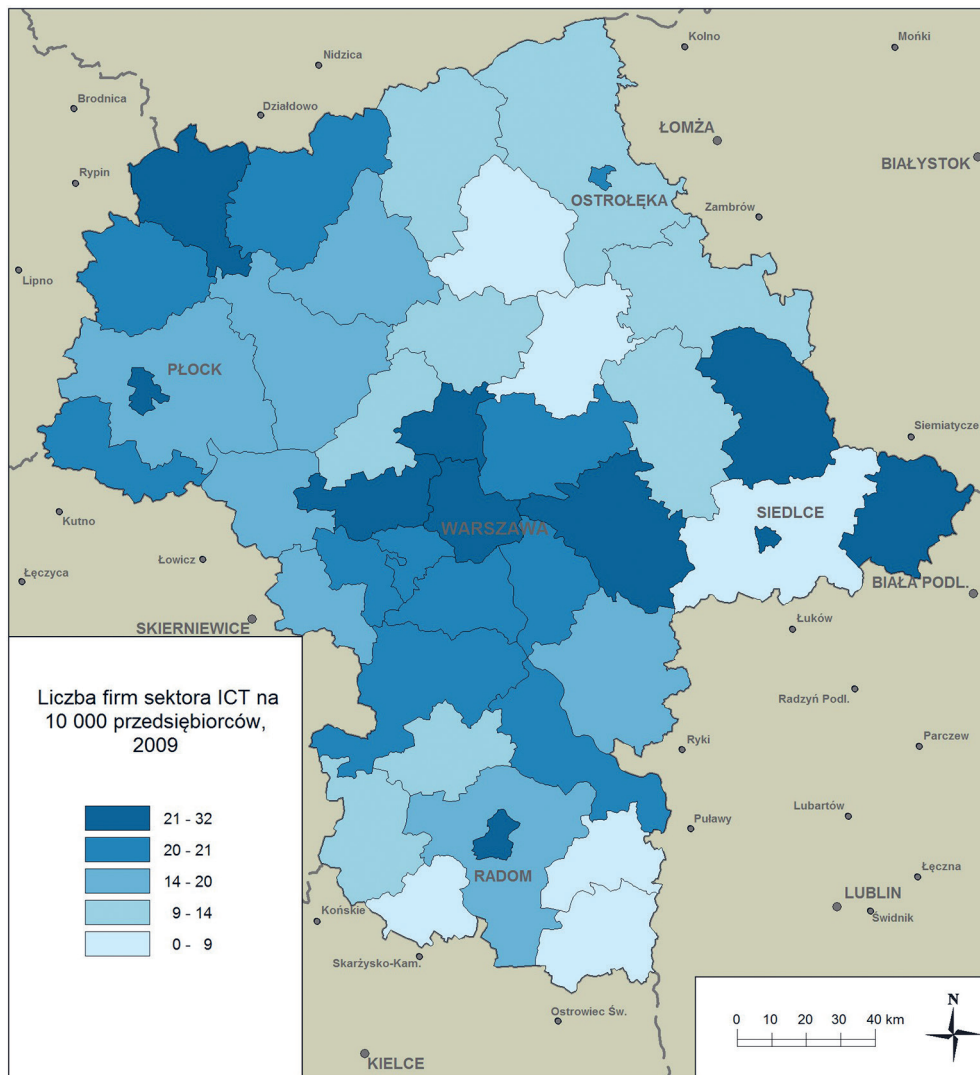 Kolno
Mońki
Nidzica
Brodnica
Działdowo
ŁOMŻA
BIAŁYSTOK
Rypin
OSTROŁĘKA
Zambrów
Lipno
PŁOCK
Siemiatycze
Kutno
WARSZAWA
SIEDLCE
Łowicz
Łęczyca
BIAŁA PODL.
SKIERNIEWICE
Łuków
Radzyń Podl.
Ryki
Parczew
Lubartów
Puławy
RADOM
Łęczna
LUBLIN
Świdnik
Końskie
Skarżysko-Kam.
Ostrowiec Św.
KIELCE
Liczba firm sektora ICT na
10 000 przedsiębiorców,
2009
21 - 32
20 - 21
14 - 20
9 - 14
0 - 9
N
0 10 20 30 40 km